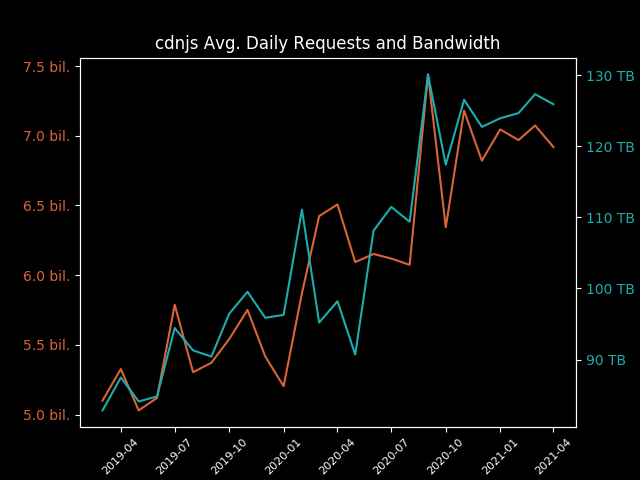 cdnjs Avg. Daily Requests and Bandwidth
7.5 bil.
7.0 bil.
6.5 bil.
6.0 bil.
5.5 bil.
5.0 bil.
130 TB
120 TB
110 TB
100 TB
90 TB
2019-04
2019-07
2019-10
2020-01
2020-04
2020-07
2020-10
2021-01
2021-04